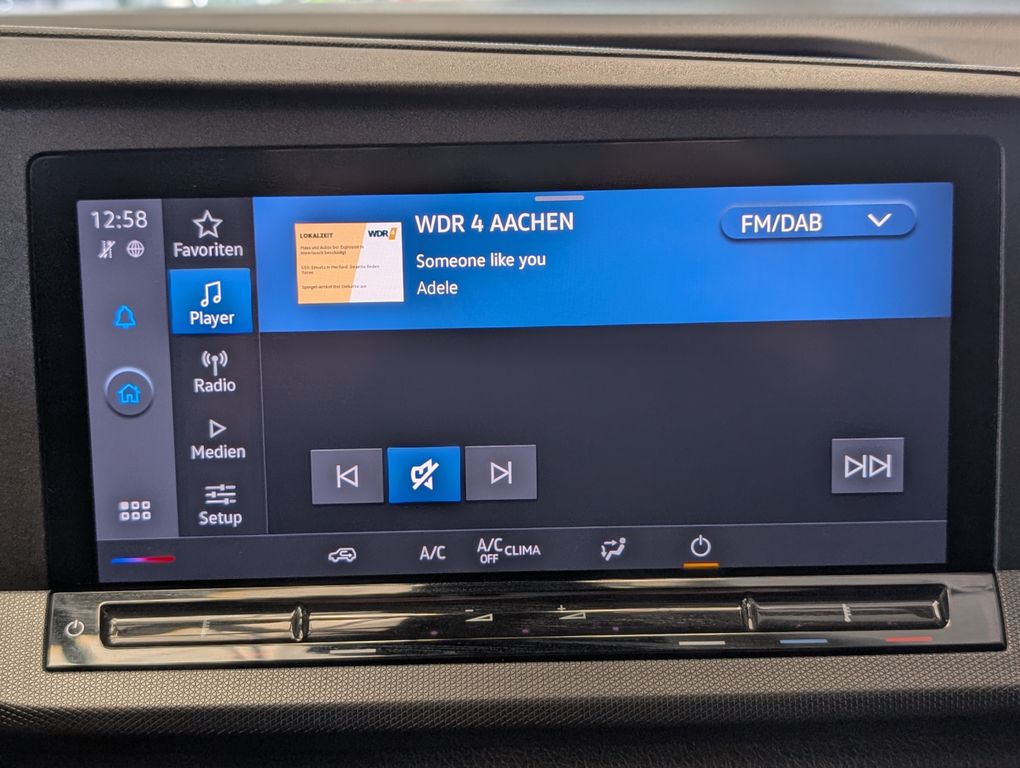 12:58
Favoriten
Player
Radio
Medien
Setup
LOKALZEIT
WDR 4
WDR 4 AACHEN
Someone like you
Adele
FM/DAB
A/C
A/C
OFF CLIMA